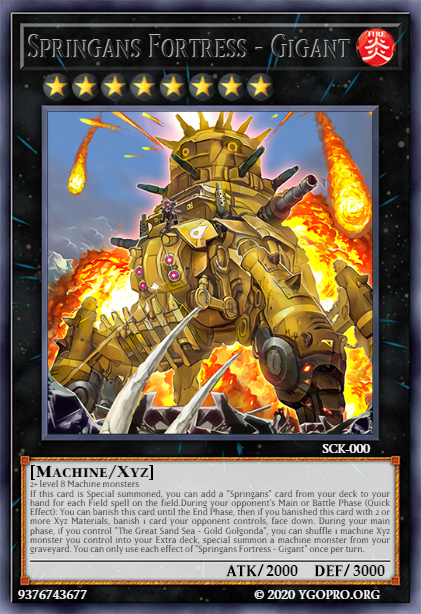 Springans Fortress - Gigant
FIRE
炎
SCK-000
[Machine/Xyz]
2+ level 8 Machine monsters
If this card is Special summoned, you can add a "Springans" card from your deck to your
hand for each Field spell on the field.During your opponent's Main or Battle Phase (Quick
Effect): You can banish this card until the End Phase, then if you banished this card with 2 or
more Xyz Materials, banish 1 card your opponent controls, face down. During your main
phase, if you control "The Great Sand Sea - Gold Golgonda", you can shuffle 1 machine Xyz
monster you control into your Extra deck, special summon a machine monster from your
graveyard. You can only use each effect of "Springans Fortress - Gigant" once per turn.
ATK/2000 DEF/3000
9376743677 © 2020 YGOPRO.ORG